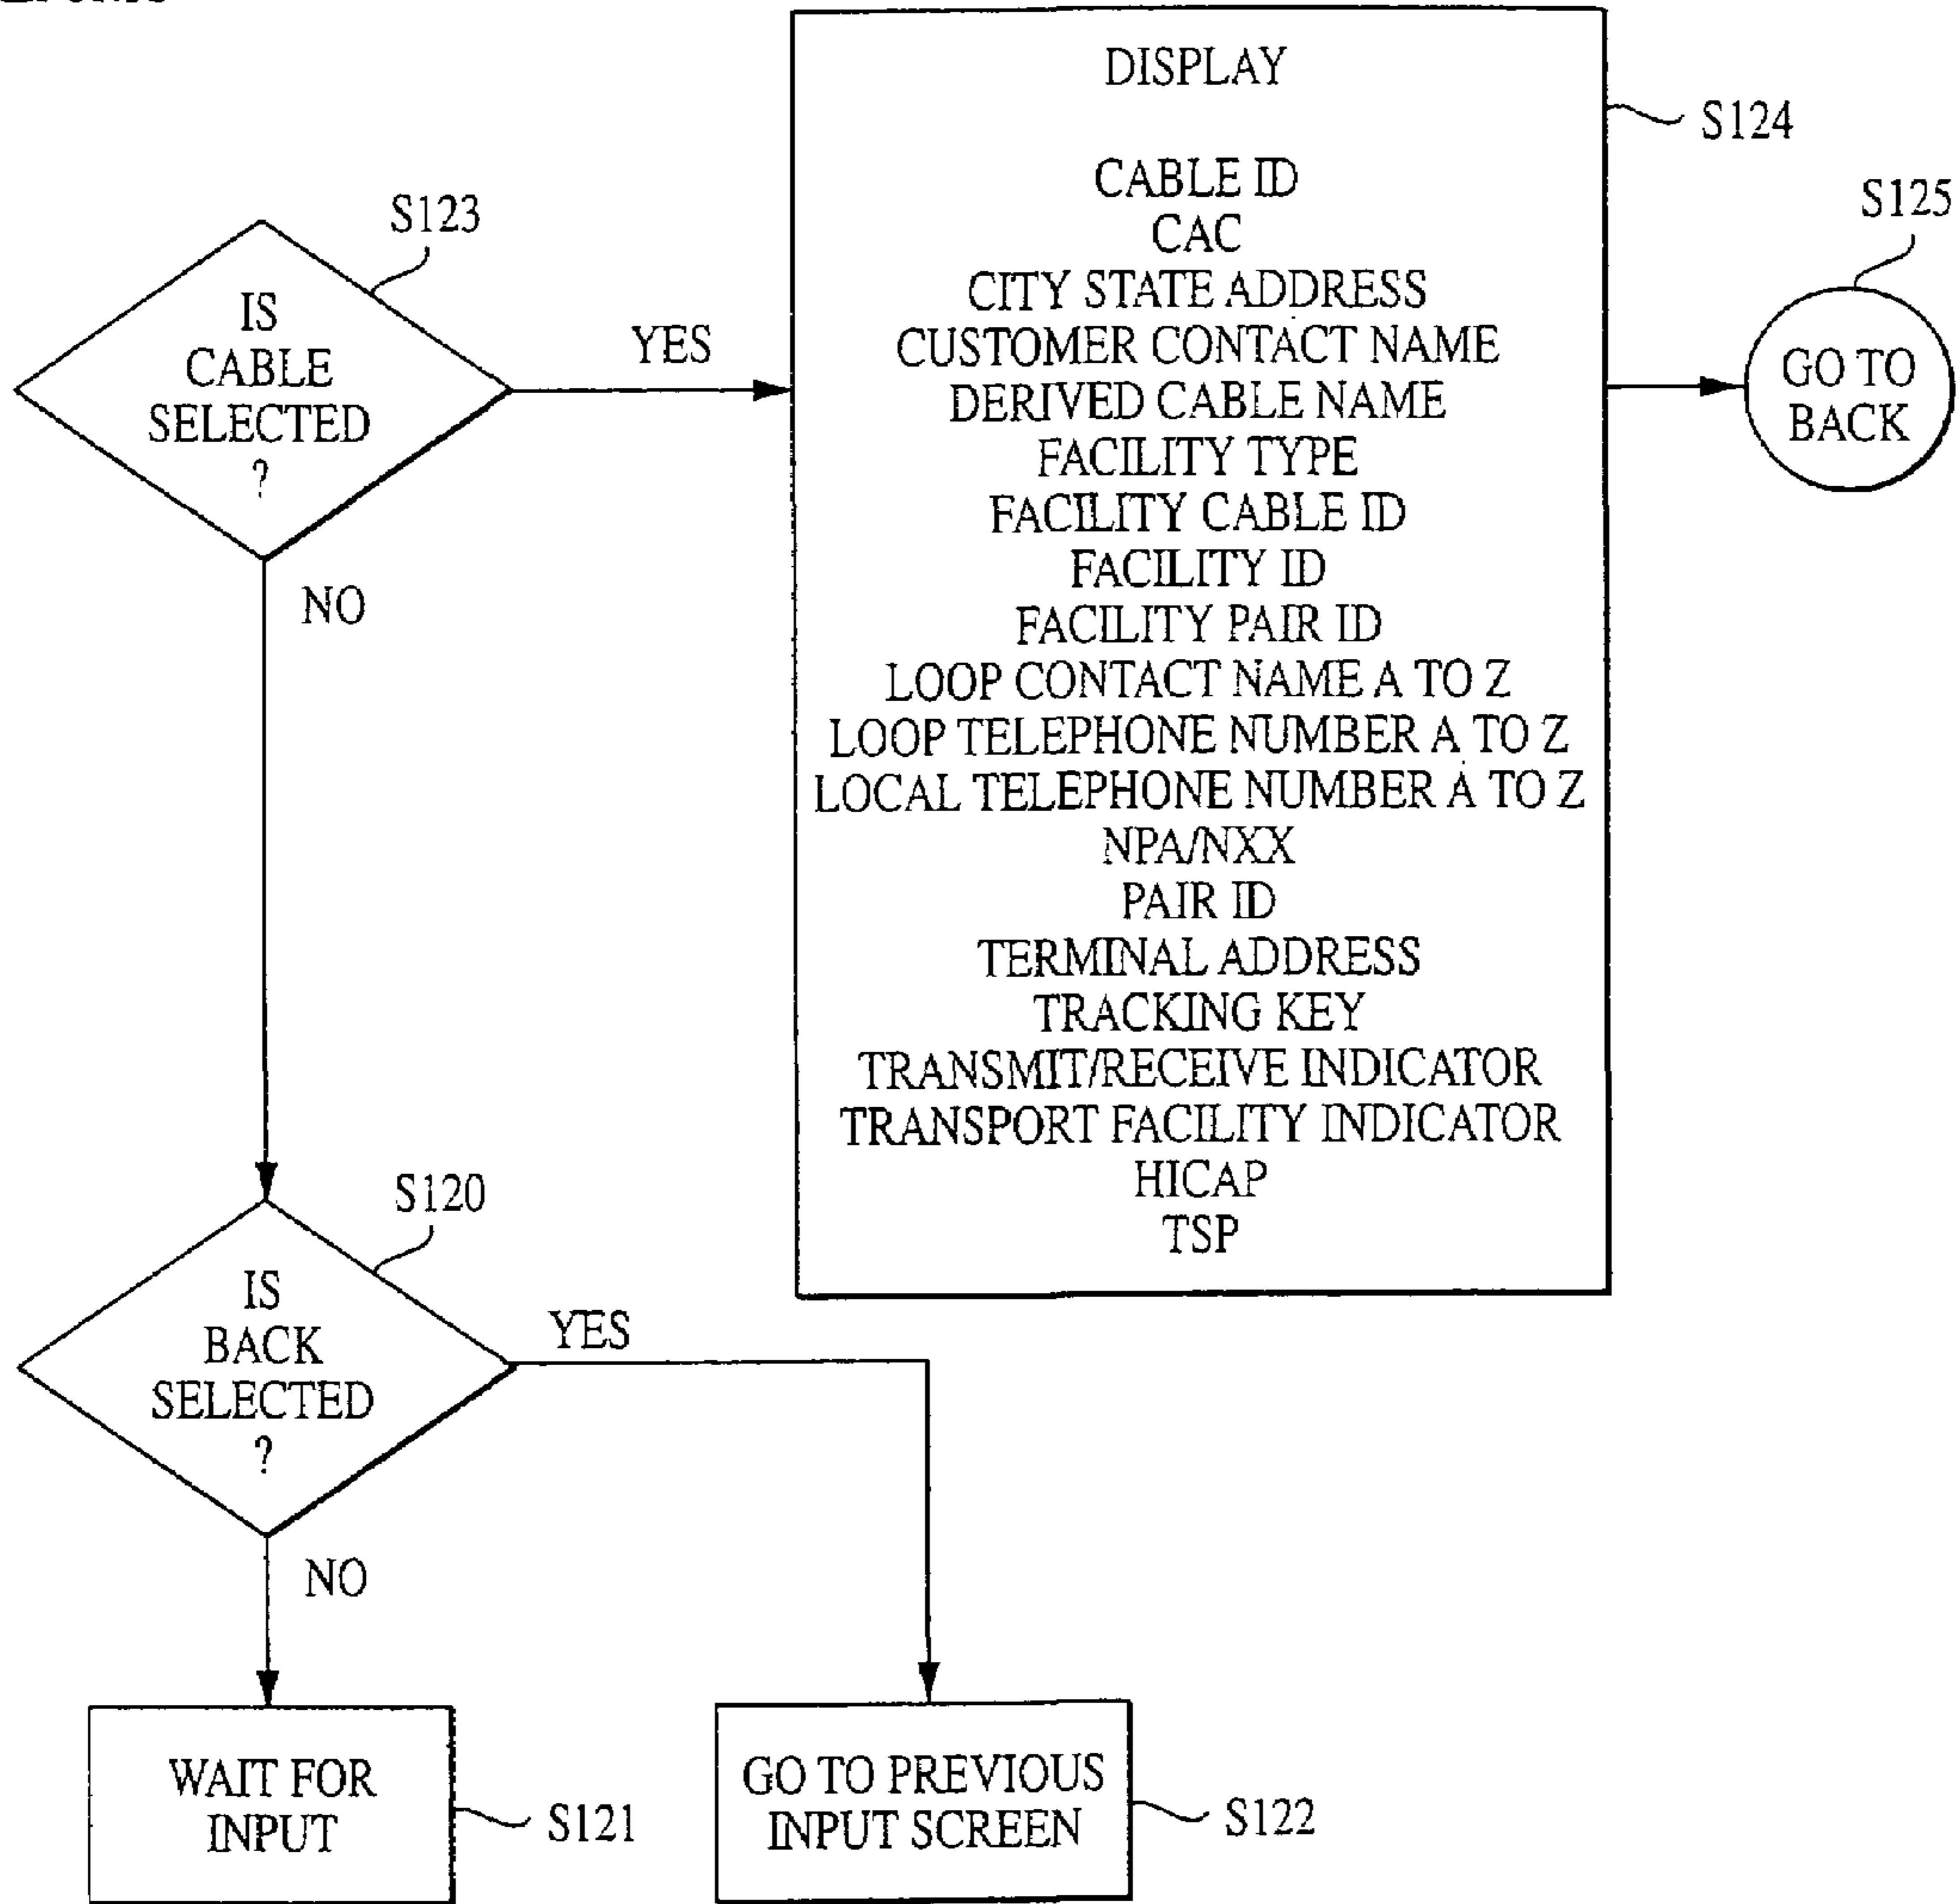 DISPLAY
S124
CABLE ID
CAC
CITY STATE ADDRESS
CUSTOMER CONTACT NAME
DERIVED CABLE NAME
FACILITY TYPE
FACILITY CABLE ID
FACILITY ID
FACILITY PAIR ID
LOOP CONTACT NAME A TO Z
LOOP TELEPHONE NUMBER A TO Z
LOCAL TELEPHONE NUMBER A TO Z
NPA/NXX
PAIR ID
TERMINAL ADDRESS
TRACKING KEY
TRANSMIT/RECEIVE INDICATOR
TRANSPORT FACILITY INDICATOR
HICAP
TSP
S123
IS
CABLE
SELECTED
?
YES
NO
S125
GO TO
BACK
S120
IS
BACK
SELECTED
?
YES
NO
WAIT FOR
INPUT
S121
GO TO PREVIOUS
INPUT SCREEN
S122